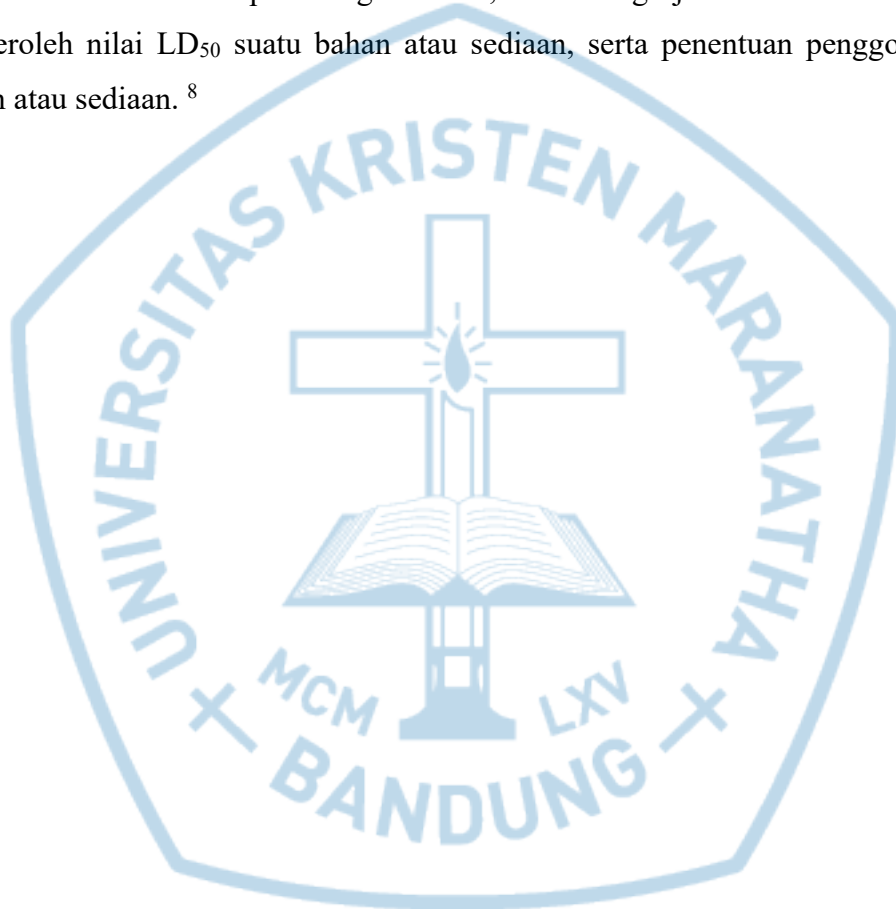 eroleh nilai LD₅₀ suatu bahan atau sediaan, serta penentuan penggo
n atau sediaan. ⁸
UNIVERSITAS KRISTEN MARANATHA
MCM LXV
BANDUNG